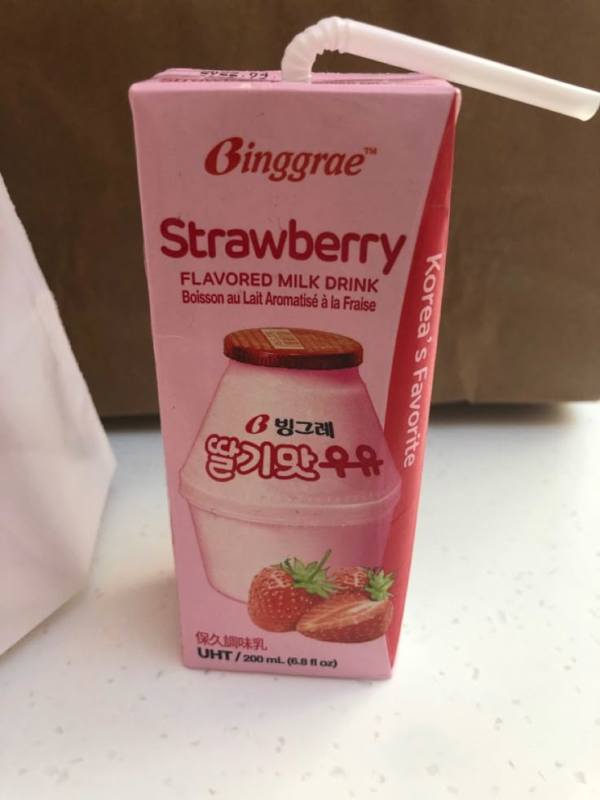 Binggrae™
Strawberry
FLAVORED MILK DRINK
Boisson au Lait Aromatisé à la Fraise
Korea's Favorite
B 빙그레
딸기맛우유
保久調味乳
UHT / 200 mL (6.8 fl oz)